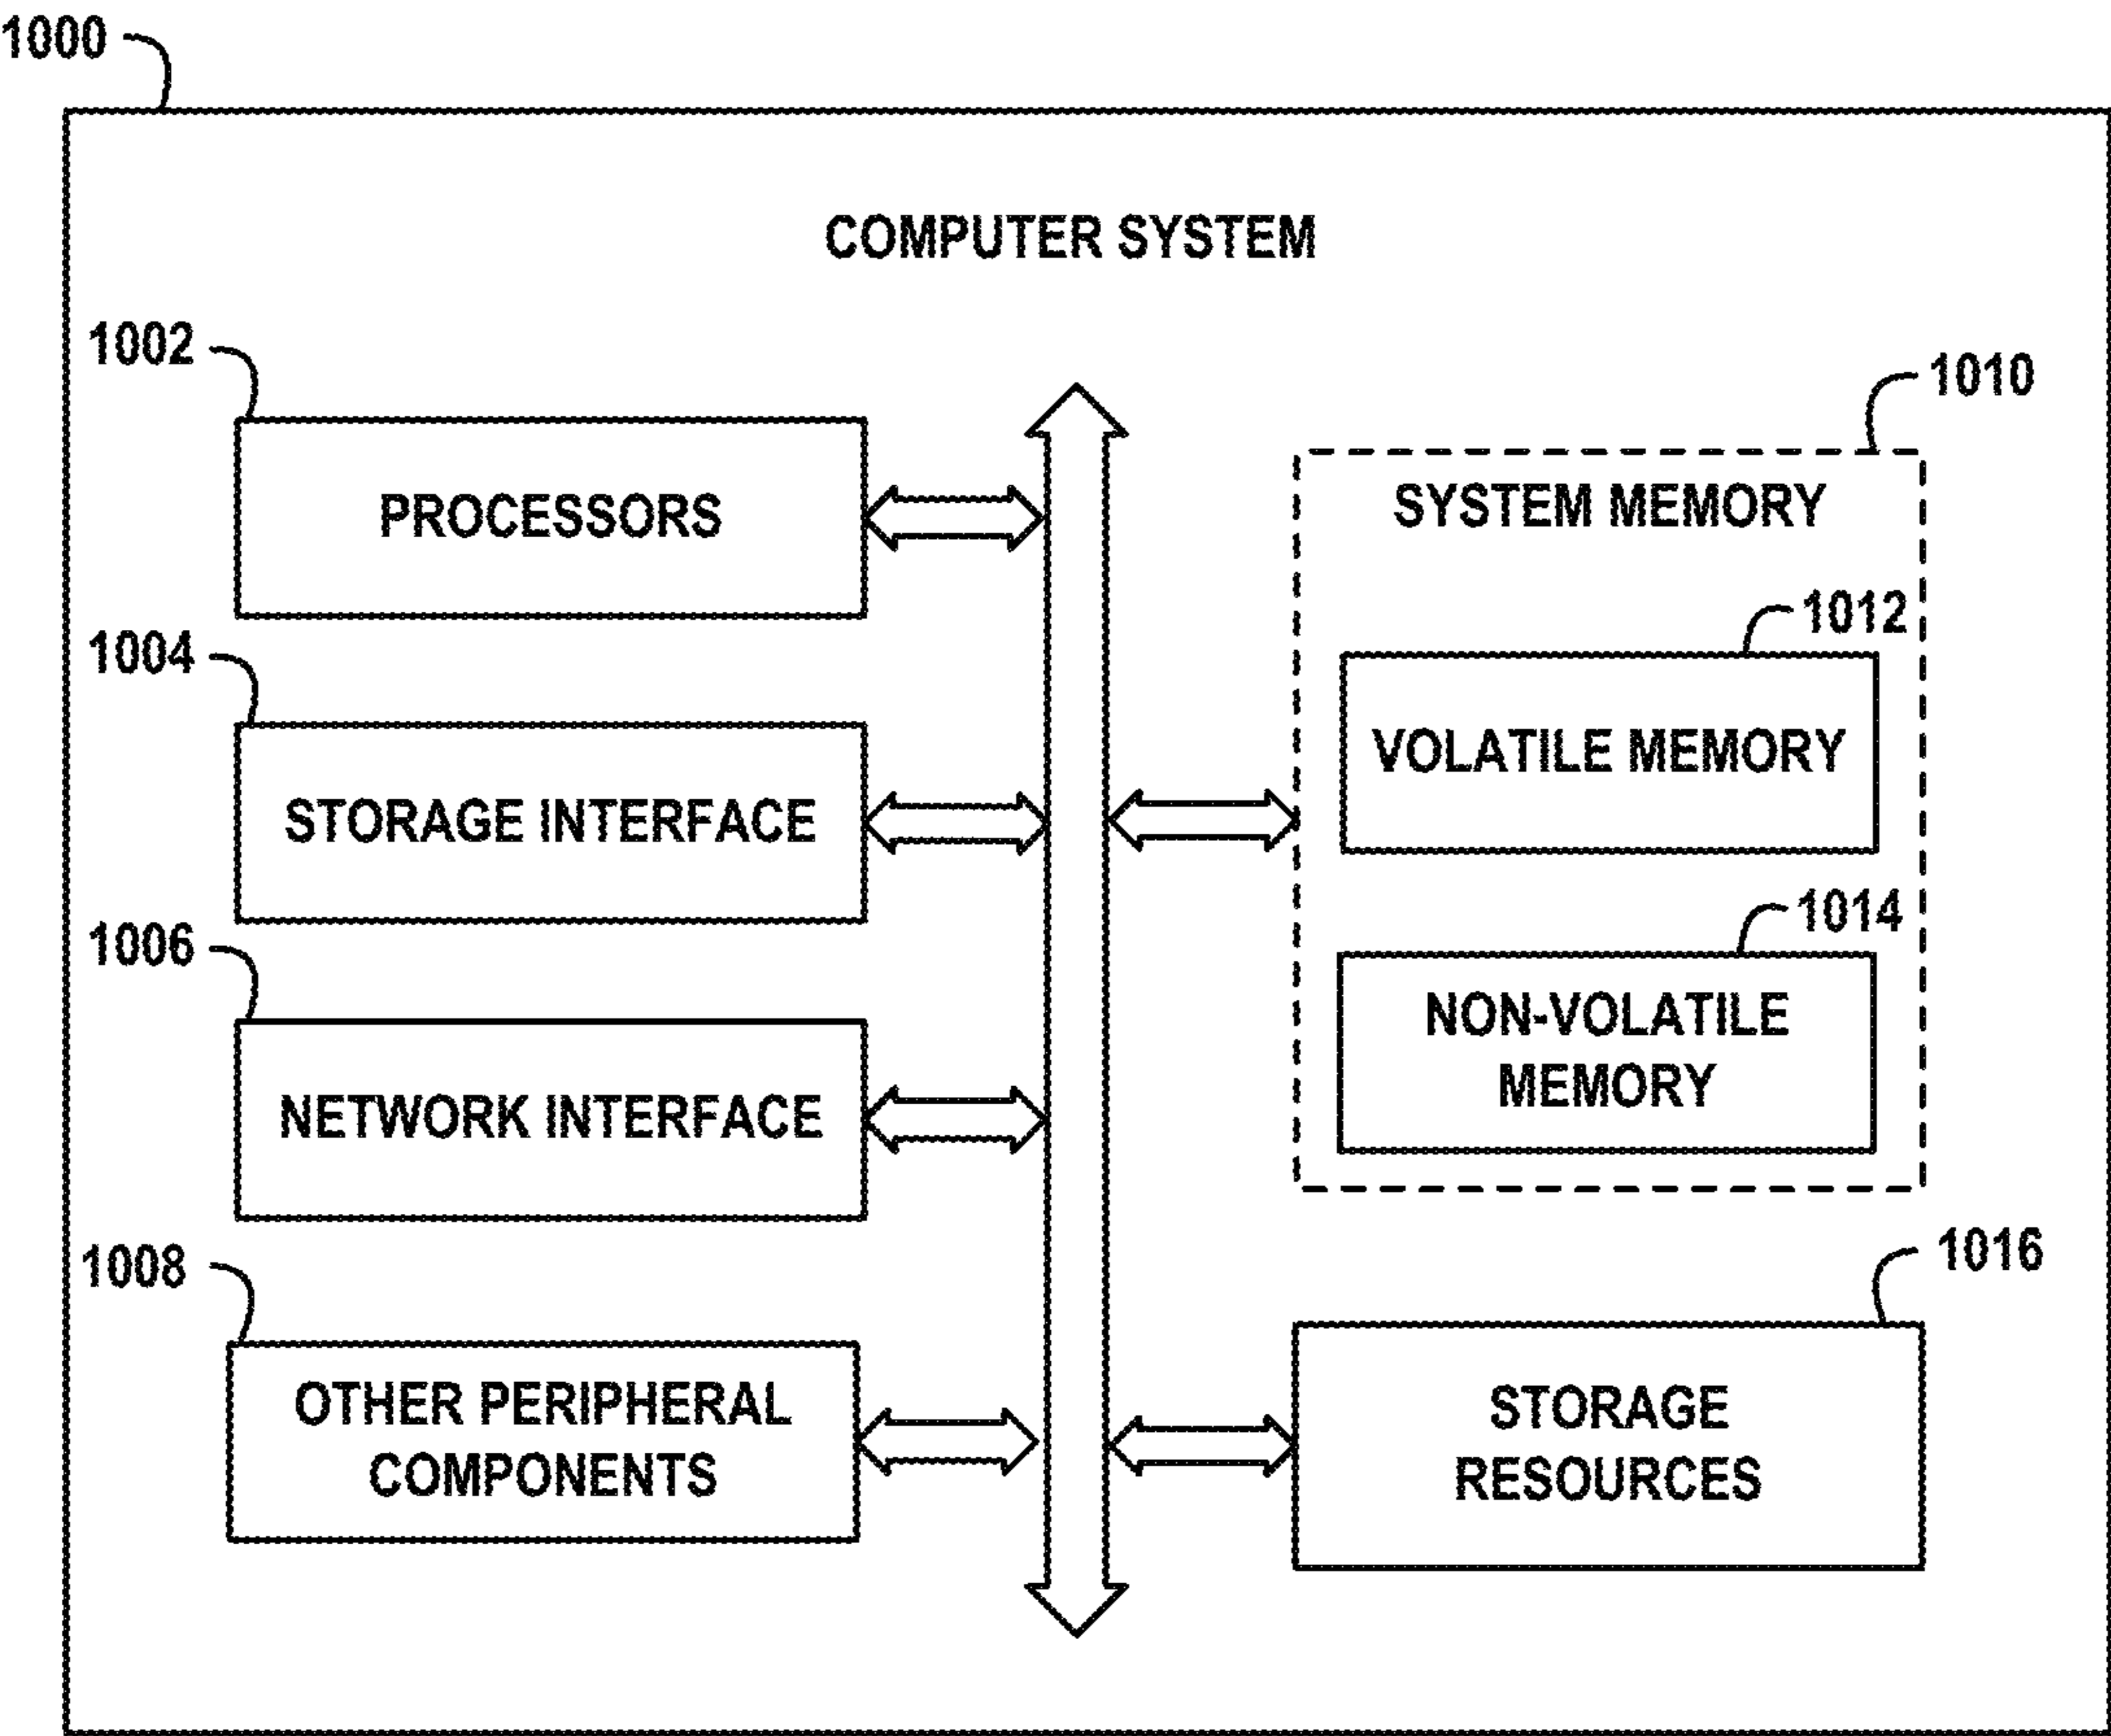 1000
COMPUTER SYSTEM
1002
PROCESSORS
1004
STORAGE INTERFACE
1006
NETWORK INTERFACE
1008
OTHER PERIPHERAL
COMPONENTS
1010
SYSTEM MEMORY
1012
VOLATILE MEMORY
1014
NON-VOLATILE
MEMORY
1016
STORAGE
RESOURCES